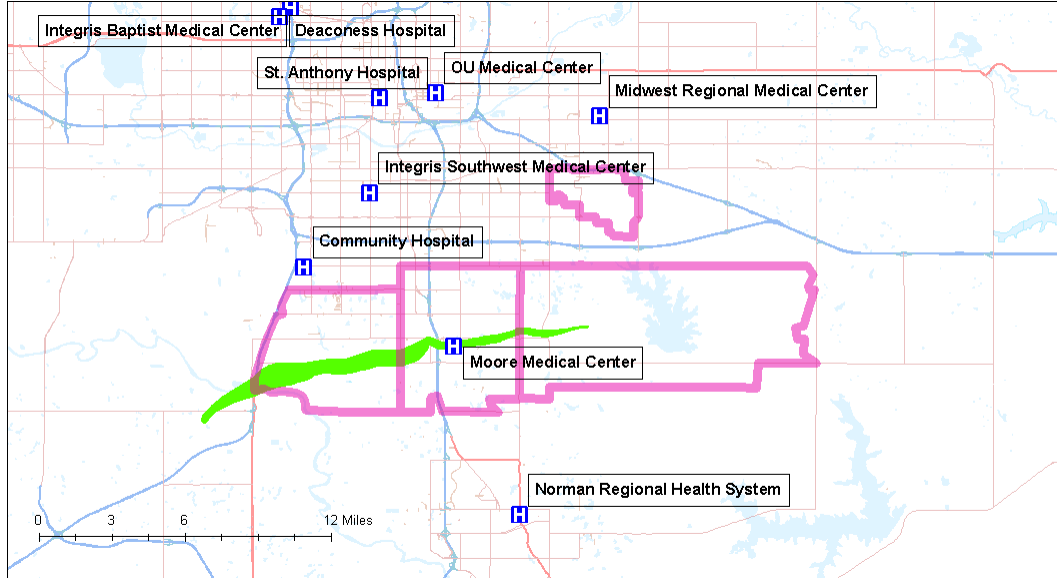 H
H
Integris Baptist Medical Center
Deaconess Hospital
St. Anthony Hospital
OU Medical Center
H
H
Midwest Regional Medical Center
H
Integris Southwest Medical Center
H
Community Hospital
H
H
Moore Medical Center
Norman Regional Health System
H
0 3 6 12 Miles